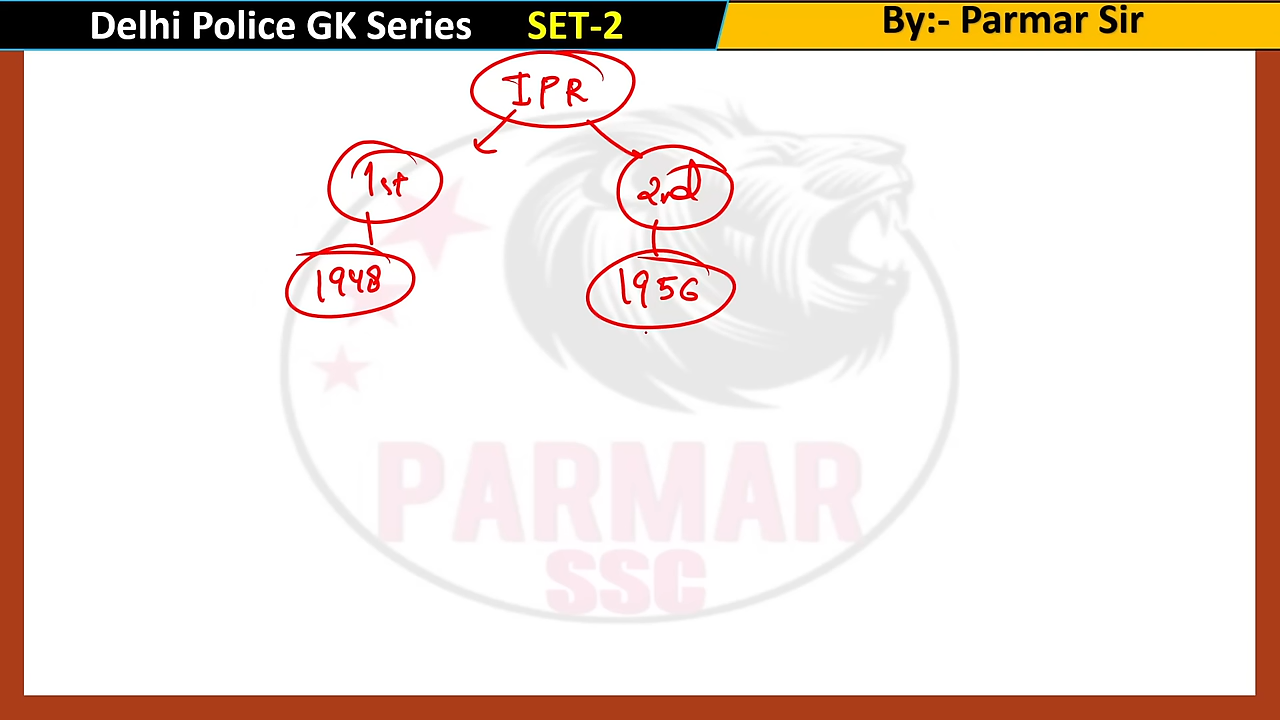 Delhi Police GK Series SET-2 By:- Parmar Sir
IPR
1st 2nd
1948 1956
PARMAR
SSC